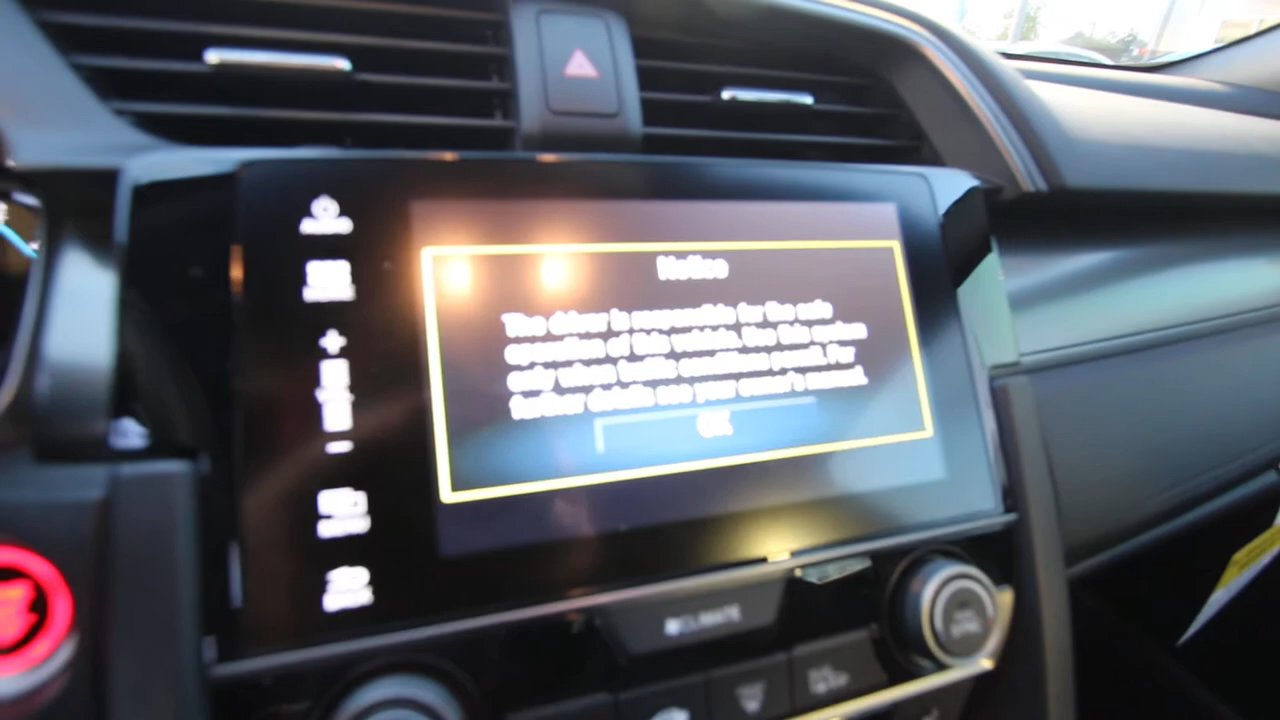 Notice
The driver is responsible for the safe
operation of this vehicle. Use this option
only when traffic conditions permit. For
further details see your owner's manual.
OK
CLIMATE